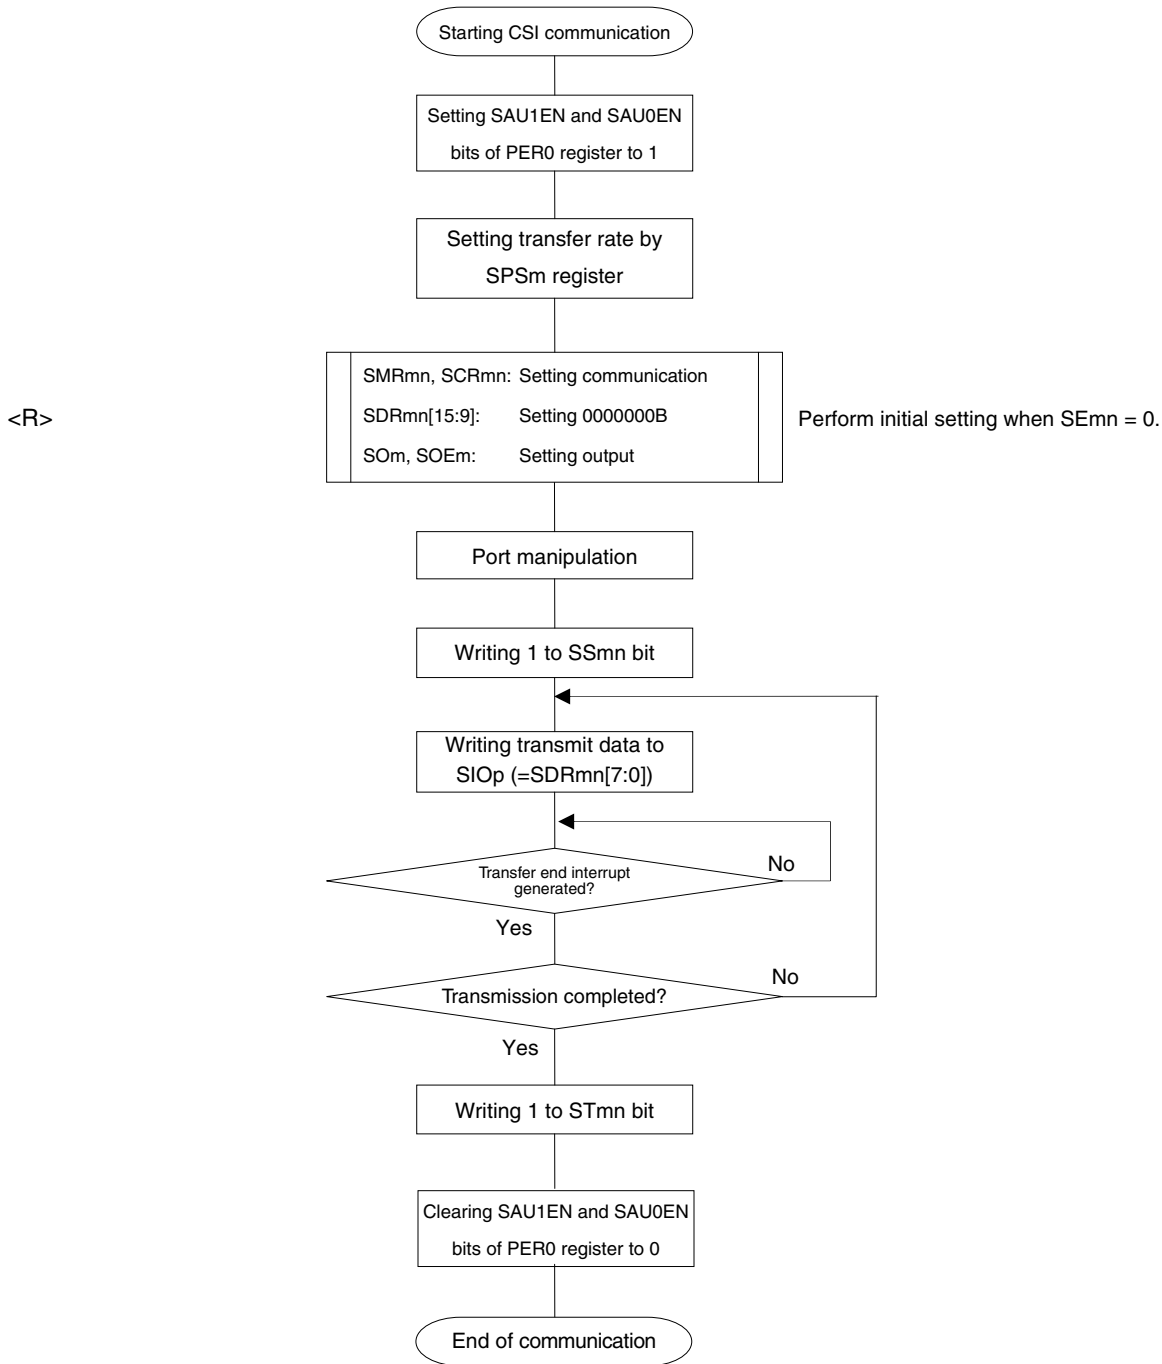 Starting CSI communication
Setting SAU1EN and SAU0EN
bits of PER0 register to 1
Setting transfer rate by
SPSm register
<R>
SMRmn, SCRmn: Setting communication
SDRmn[15:9]: Setting 0000000B
SOm, SOEm: Setting output
Perform initial setting when SEmn = 0.
Port manipulation
Writing 1 to SSmn bit
Writing transmit data to
SIOp (=SDRmn[7:0])
Transfer end interrupt
generated?
No
Yes
Transmission completed?
No
Yes
Writing 1 to STmn bit
Clearing SAU1EN and SAU0EN
bits of PER0 register to 0
End of communication